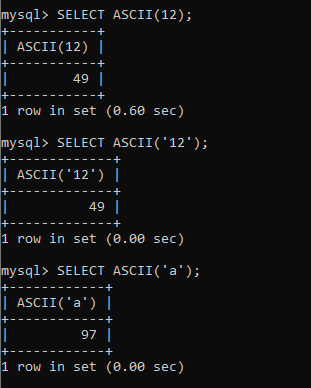 mysql> SELECT ASCII(12);
+-----------+
| ASCII(12) |
+-----------+
|        49 |
+-----------+
1 row in set (0.60 sec)

mysql> SELECT ASCII('12');
+-------------+
| ASCII('12') |
+-------------+
|          49 |
+-------------+
1 row in set (0.00 sec)

mysql> SELECT ASCII('a');
+------------+
| ASCII('a') |
+------------+
|         97 |
+------------+
1 row in set (0.00 sec)